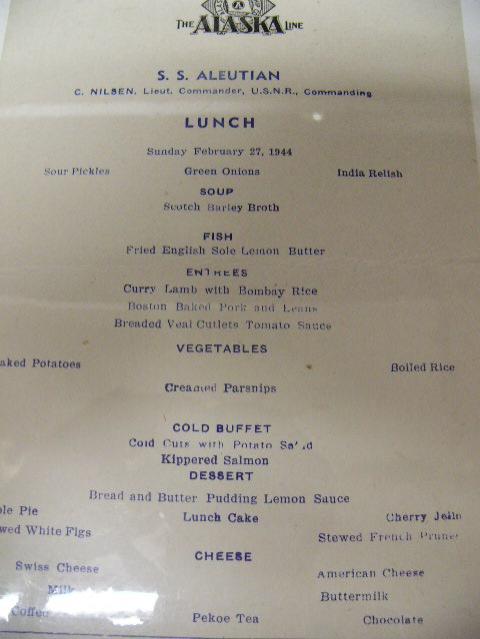 THE ALASKA LINE
S. S. ALEUTIAN
C. NILSEN, Lieut. Commander, U.S.N.R., Commanding
LUNCH
Sunday February 27, 1944
Sour Pickles Green Onions India Relish
SOUP
Scotch Barley Broth
FISH
Fried English Sole Lemon Butter
ENTREES
Curry Lamb with Bombay Rice
Boston Baked Pork and Beans
Breaded Veal Cutlets Tomato Sauce
VEGETABLES
aked Potatoes Boiled Rice
Creamed Parsnips
COLD BUFFET
Cold Cuts with Potato Salad
Kippered Salmon
DESSERT
Bread and Butter Pudding Lemon Sauce
ple Pie Lunch Cake Cherry Jello
wed White Figs Stewed French Prunes
CHEESE
Swiss Cheese American Cheese
Milk Buttermilk
Coffee Pekoe Tea Chocolate